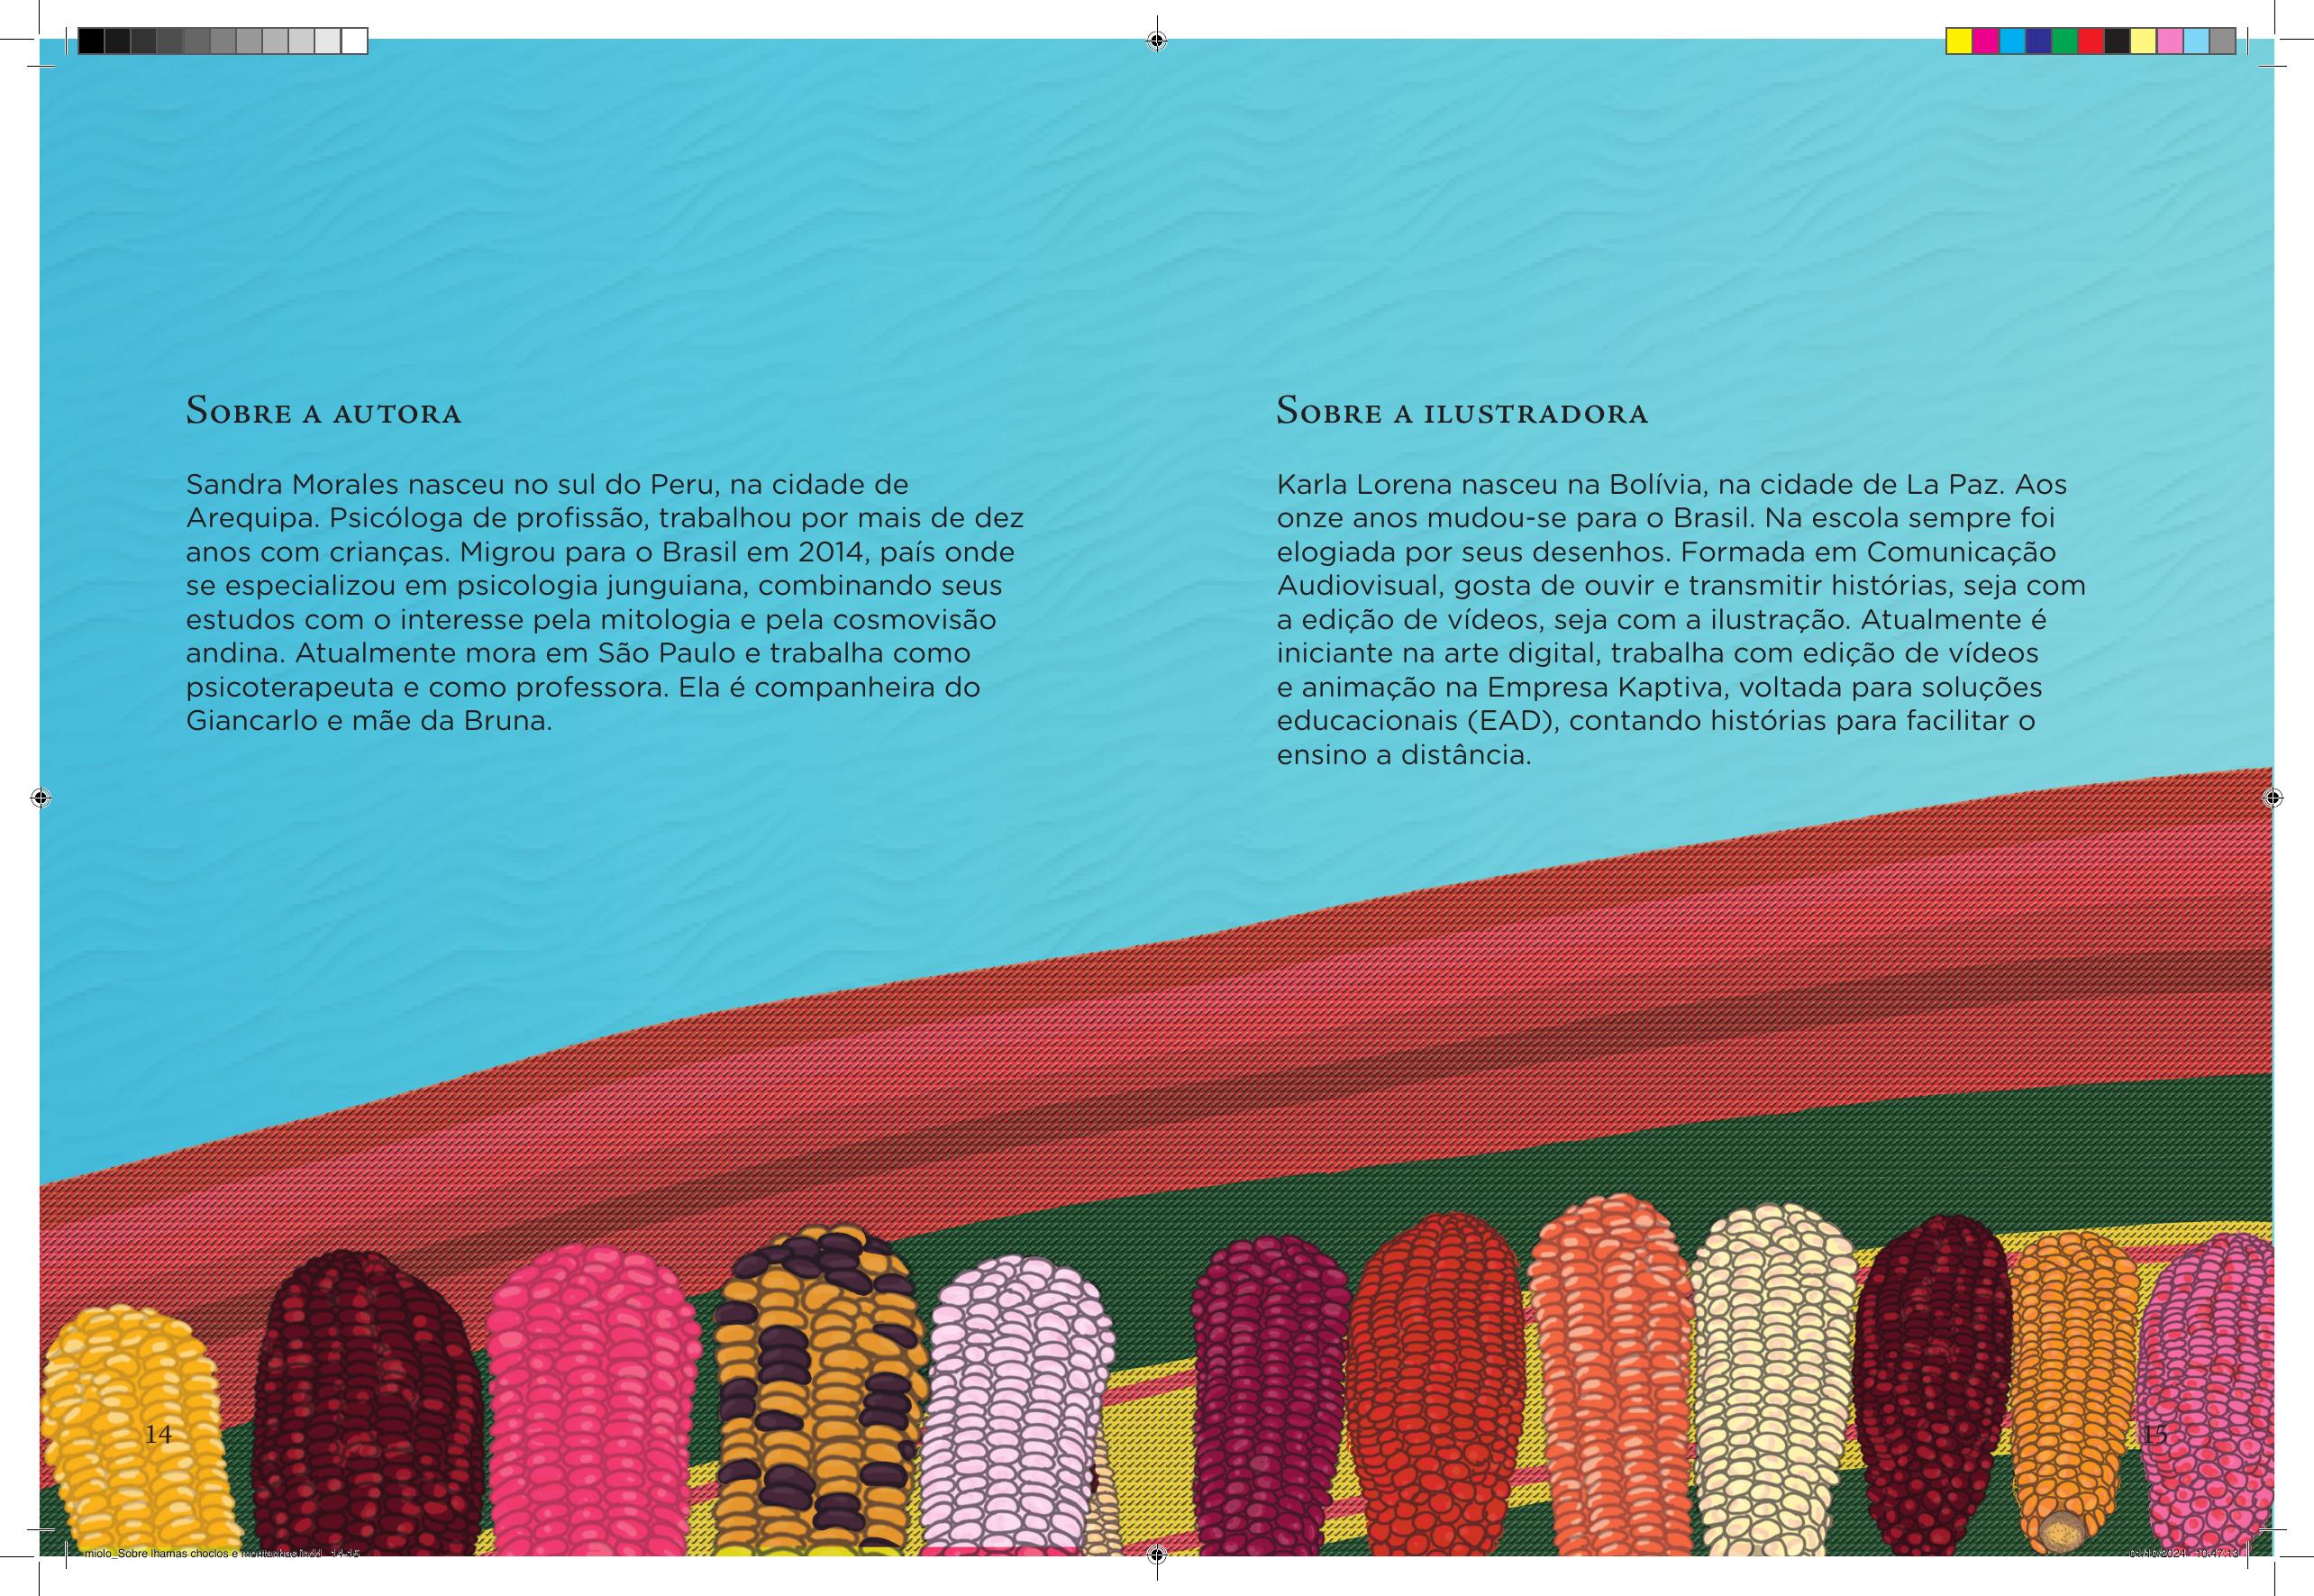 Sobre a autora
Sandra Morales nasceu no sul do Peru, na cidade de
Arequipa. Psicóloga de profissão, trabalhou por mais de dez
anos com crianças. Migrou para o Brasil em 2014, país onde
se especializou em psicologia junguiana, combinando seus
estudos com o interesse pela mitologia e pela cosmovisão
andina. Atualmente mora em São Paulo e trabalha como
psicoterapeuta e como professora. Ela é companheira do
Giancarlo e mãe da Bruna.
14
Sobre a ilustradora
Karla Lorena nasceu na Bolívia, na cidade de La Paz. Aos
onze anos mudou-se para o Brasil. Na escola sempre foi
elogiada por seus desenhos. Formada em Comunicação
Audiovisual, gosta de ouvir e transmitir histórias, seja com
a edição de vídeos, seja com a ilustração. Atualmente é
iniciante na arte digital, trabalha com edição de vídeos
e animação na Empresa Kaptiva, voltada para soluções
educacionais (EAD), contando histórias para facilitar o
ensino a distância.
15
miolo_Sobre lhamas choclos e montanhas.indd 14-15
10:47:13